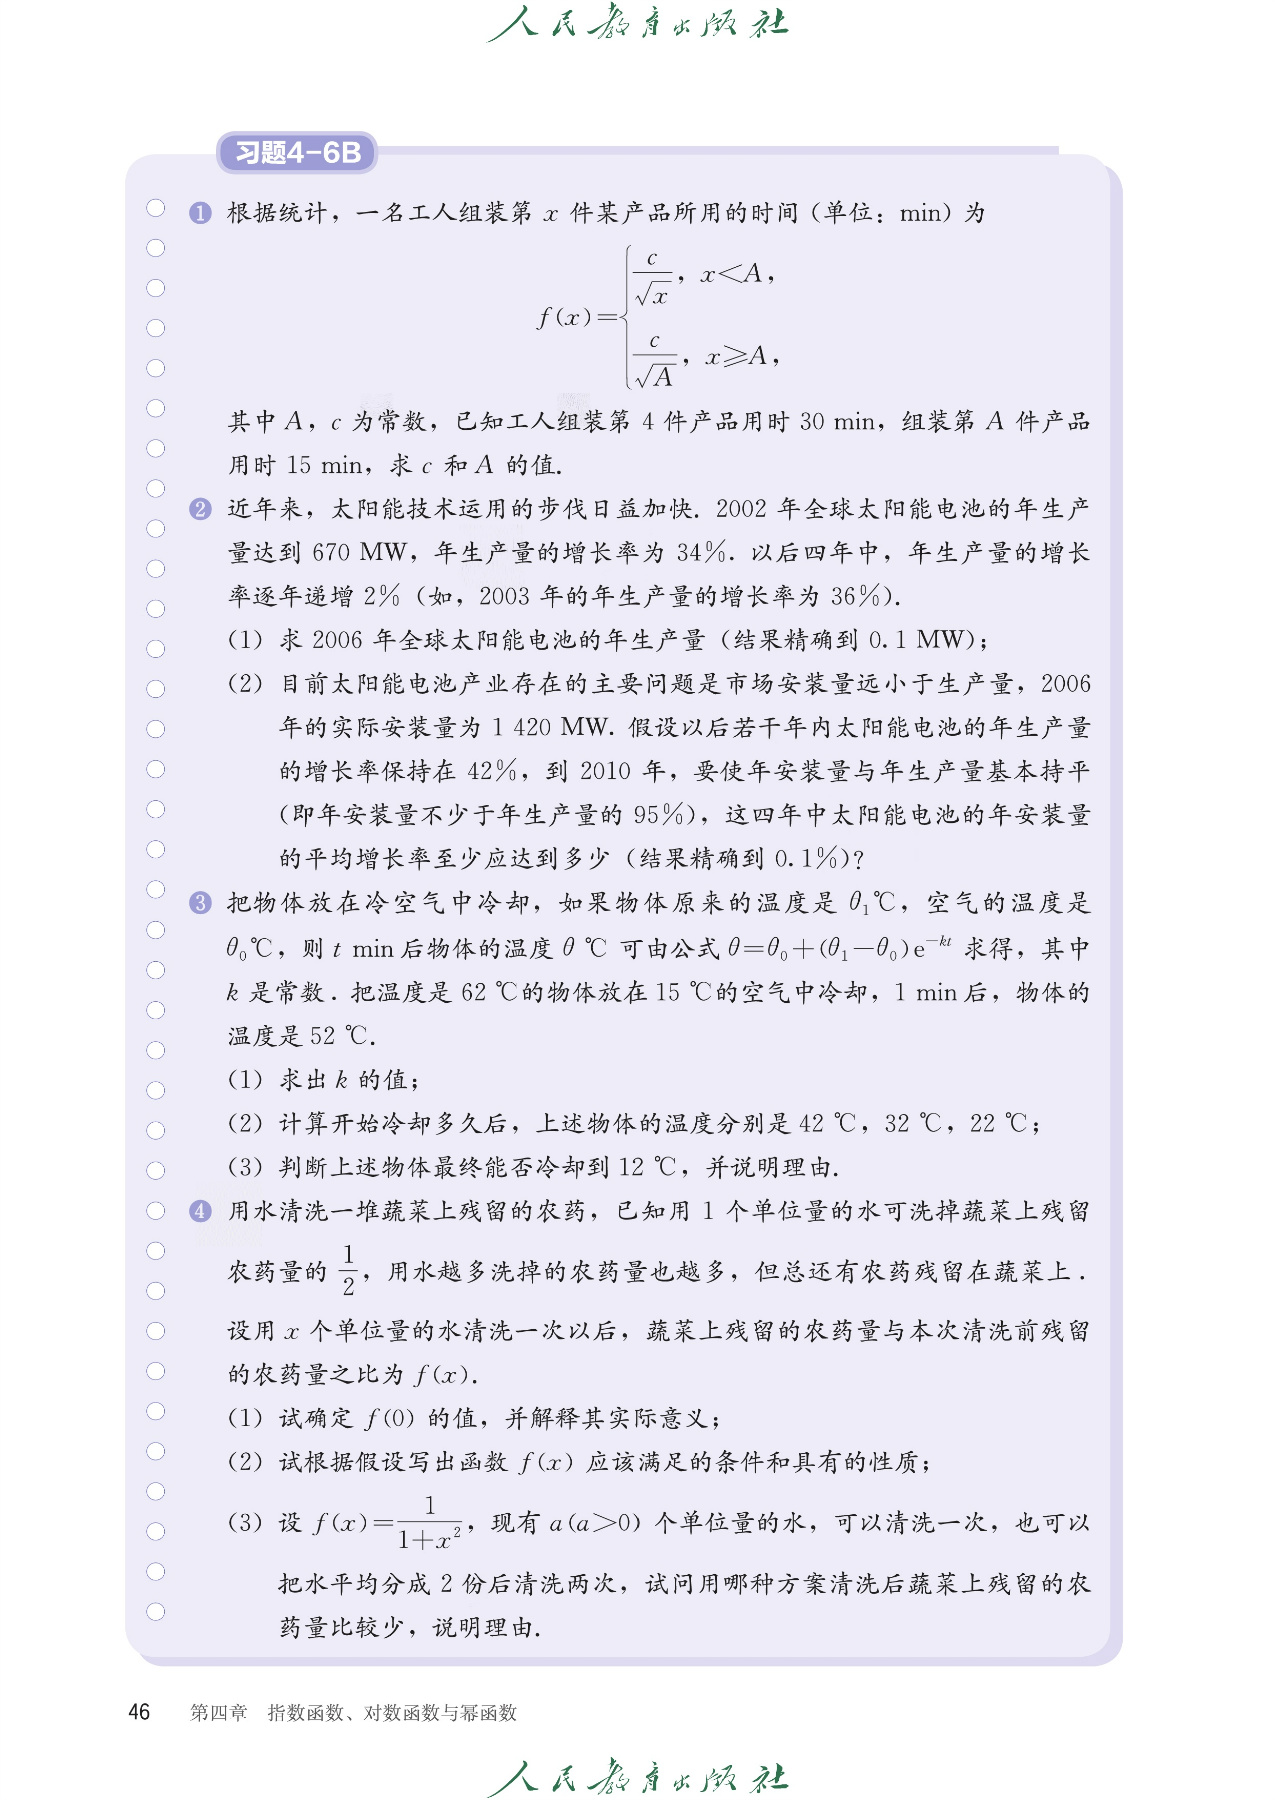 人民教育出版社
习题4-6B
❶ 根据统计，一名工人组装第 x 件某产品所用的时间（单位：min）为
f(x)={c/√x，x<A，
c/√A，x≥A，
其中 A，c 为常数，已知工人组装第 4 件产品用时 30 min，组装第 A 件产品
用时 15 min，求 c 和 A 的值.
❷ 近年来，太阳能技术运用的步伐日益加快. 2002 年全球太阳能电池的年生产
量达到 670 MW，年生产量的增长率为 34%. 以后四年中，年生产量的增长
率逐年递增 2%（如，2003 年的年生产量的增长率为 36%）.
（1）求 2006 年全球太阳能电池的年生产量（结果精确到 0.1 MW）；
（2）目前太阳能电池产业存在的主要问题是市场安装量远小于生产量，2006
年的实际安装量为 1 420 MW. 假设以后若干年内太阳能电池的年生产量
的增长率保持在 42%，到 2010 年，要使年安装量与年生产量基本持平
（即年安装量不少于年生产量的 95%），这四年中太阳能电池的年安装量
的平均增长率至少应达到多少（结果精确到 0.1%）？
❸ 把物体放在冷空气中冷却，如果物体原来的温度是 θ₁℃，空气的温度是
θ₀℃，则 t min 后物体的温度 θ ℃ 可由公式 θ=θ₀+(θ₁−θ₀)e^{−kt} 求得，其中
k 是常数. 把温度是 62 ℃的物体放在 15 ℃的空气中冷却，1 min 后，物体的
温度是 52 ℃.
（1）求出 k 的值；
（2）计算开始冷却多久后，上述物体的温度分别是 42 ℃，32 ℃，22 ℃；
（3）判断上述物体最终能否冷却到 12 ℃，并说明理由.
❹ 用水清洗一堆蔬菜上残留的农药，已知用 1 个单位量的水可洗掉蔬菜上残留
农药量的 1/2，用水越多洗掉的农药量也越多，但总还有农药残留在蔬菜上.
设用 x 个单位量的水清洗一次以后，蔬菜上残留的农药量与本次清洗前残留
的农药量之比为 f(x).
（1）试确定 f(0) 的值，并解释其实际意义；
（2）试根据假设写出函数 f(x) 应该满足的条件和具有的性质；
（3）设 f(x)=1/(1+x²)，现有 a(a>0) 个单位量的水，可以清洗一次，也可以
把水平均分成 2 份后清洗两次，试问用哪种方案清洗后蔬菜上残留的农
药量比较少，说明理由.
46 第四章 指数函数、对数函数与幂函数
人民教育出版社